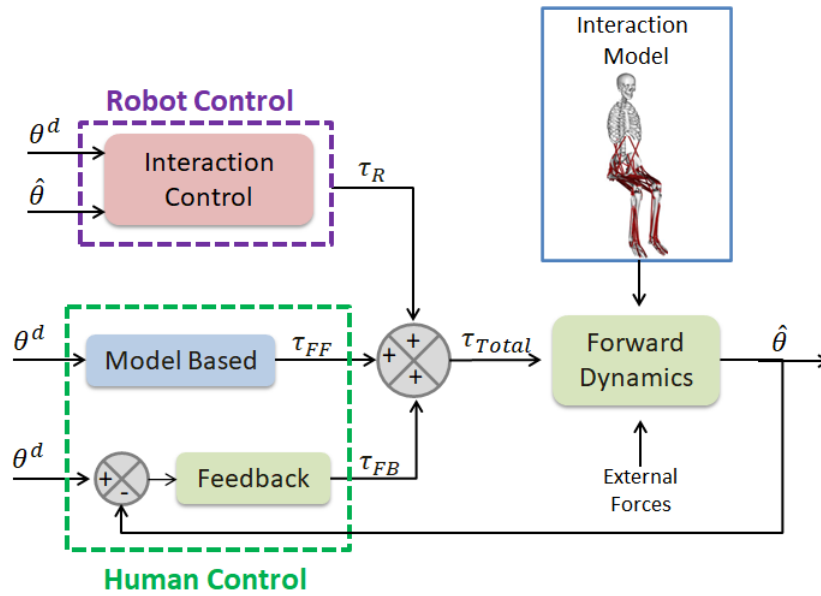 Interaction
Model
Robot Control
θ^d
Interaction
Control
θ̂
τ_R
θ^d
Model Based
τ_FF
+
+
+
τ_Total
Forward
Dynamics
θ̂
θ^d
+
-
Feedback
τ_FB
External
Forces
Human Control